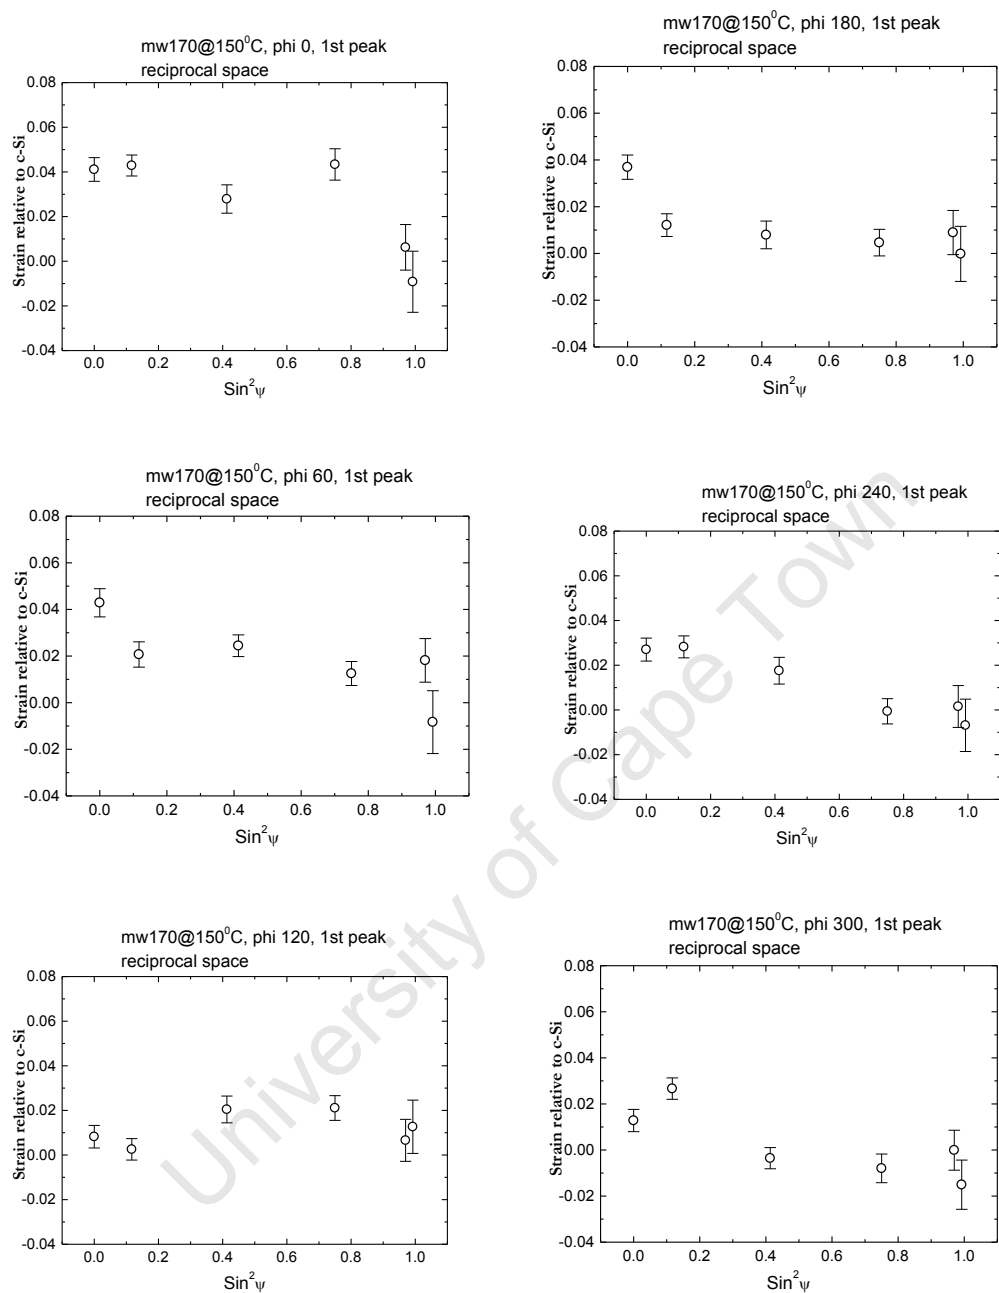 mw170@150⁰C, phi 0, 1st peak
reciprocal space
0.08
0.06
0.04
0.02
0.00
-0.02
-0.04
Strain relative to c-Si
0.0 0.2 0.4 0.6 0.8 1.0
Sin²ψ
mw170@150⁰C, phi 180, 1st peak
reciprocal space
0.08
0.06
0.04
0.02
0.00
-0.02
-0.04
Strain relative to c-Si
0.0 0.2 0.4 0.6 0.8 1.0
Sin²ψ
mw170@150⁰C, phi 60, 1st peak
reciprocal space
0.08
0.06
0.04
0.02
0.00
-0.02
-0.04
Strain relative to c-Si
0.0 0.2 0.4 0.6 0.8 1.0
Sin²ψ
mw170@150⁰C, phi 240, 1st peak
reciprocal space
0.08
0.06
0.04
0.02
0.00
-0.02
-0.04
Strain relative to c-Si
0.0 0.2 0.4 0.6 0.8 1.0
Sin²ψ
mw170@150⁰C, phi 120, 1st peak
reciprocal space
0.08
0.06
0.04
0.02
0.00
-0.02
-0.04
Strain relative to c-Si
0.0 0.2 0.4 0.6 0.8 1.0
Sin²ψ
mw170@150⁰C, phi 300, 1st peak
reciprocal space
0.08
0.06
0.04
0.02
0.00
-0.02
-0.04
Strain relative to c-Si
0.0 0.2 0.4 0.6 0.8 1.0
Sin²ψ
University of Cape Town